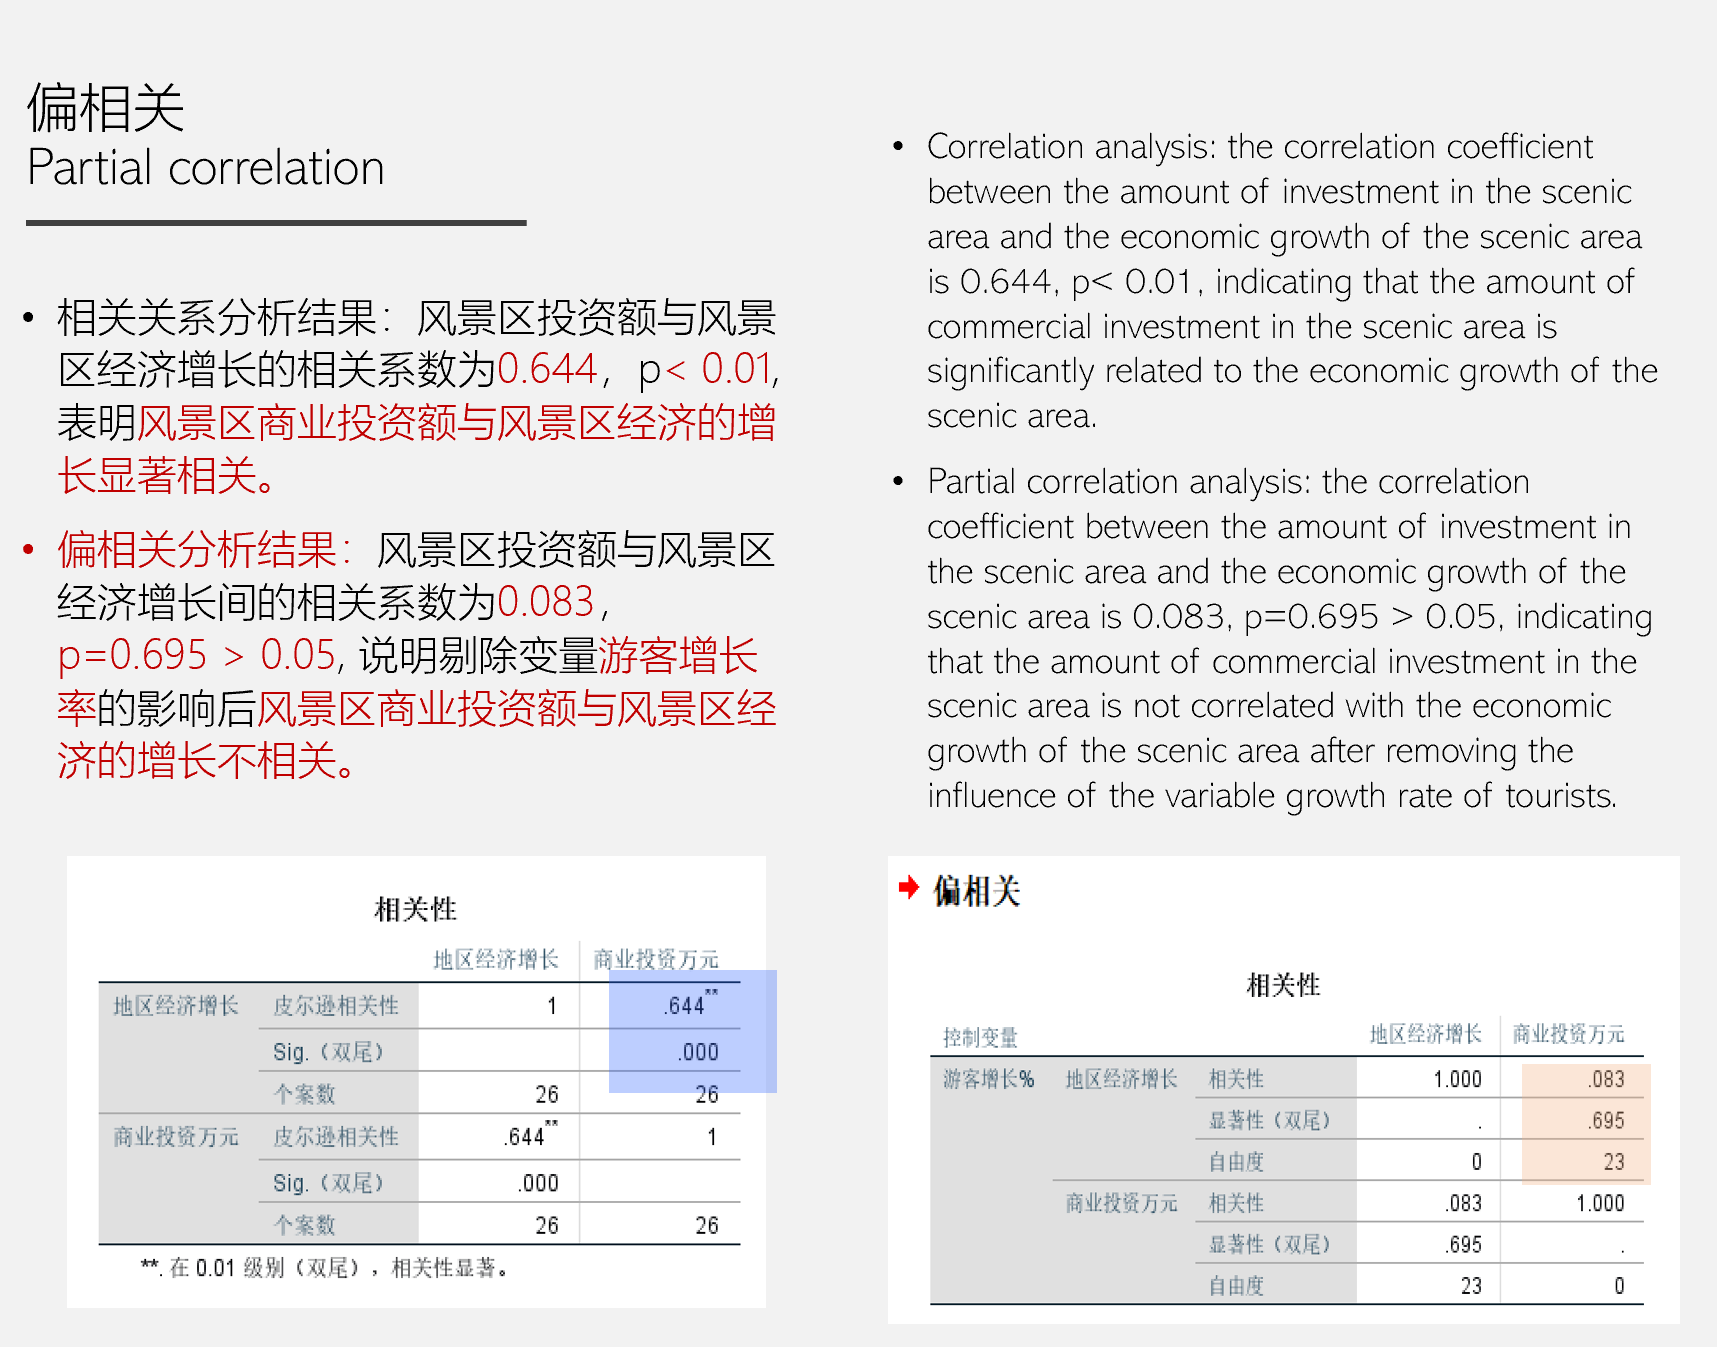 偏相关
Partial correlation
• 相关关系分析结果：风景区投资额与风景
区经济增长的相关系数为0.644，p< 0.01,
表明风景区商业投资额与风景区经济的增
长显著相关。
• 偏相关分析结果：风景区投资额与风景区
经济增长间的相关系数为0.083，
p=0.695 > 0.05, 说明剔除变量游客增长
率的影响后风景区商业投资额与风景区经
济的增长不相关。
• Correlation analysis: the correlation coefficient
between the amount of investment in the scenic
area and the economic growth of the scenic area
is 0.644, p< 0.01, indicating that the amount of
commercial investment in the scenic area is
significantly related to the economic growth of the
scenic area.
• Partial correlation analysis: the correlation
coefficient between the amount of investment in
the scenic area and the economic growth of the
scenic area is 0.083, p=0.695 > 0.05, indicating
that the amount of commercial investment in the
scenic area is not correlated with the economic
growth of the scenic area after removing the
influence of the variable growth rate of tourists.
相关性
地区经济增长 商业投资万元
地区经济增长 皮尔逊相关性 1 .644**
Sig.（双尾） .000
个案数 26 26
商业投资万元 皮尔逊相关性 .644** 1
Sig.（双尾） .000
个案数 26 26
**. 在 0.01 级别（双尾），相关性显著。
偏相关
相关性
控制变量 地区经济增长 商业投资万元
游客增长% 地区经济增长 相关性 1.000 .083
显著性（双尾） . .695
自由度 0 23
商业投资万元 相关性 .083 1.000
显著性（双尾） .695 .
自由度 23 0